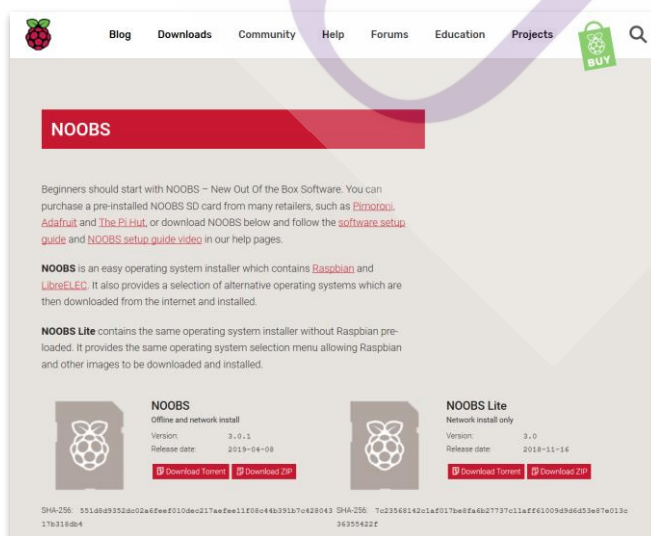 Blog Downloads Community Help Forums Education Projects BUY
NOOBS
Beginners should start with NOOBS – New Out Of the Box Software. You can
purchase a pre-installed NOOBS SD card from many retailers, such as Pimoroni,
Adafruit and The Pi Hut, or download NOOBS below and follow the software setup
guide and NOOBS setup guide video in our help pages.
NOOBS is an easy operating system installer which contains Raspbian and
LibreELEC. It also provides a selection of alternative operating systems which are
then downloaded from the internet and installed.
NOOBS Lite contains the same operating system installer without Raspbian pre-
loaded. It provides the same operating system selection menu allowing Raspbian
and other images to be downloaded and installed.
NOOBS
Offline and network install
Version: 3.0.1
Release date: 2019-04-08
Download Torrent Download ZIP
SHA-256:
17b318db4
NOOBS Lite
Network install only
Version: 3.0
Release date: 2018-11-16
Download Torrent Download ZIP
SHA-256:
36355422f